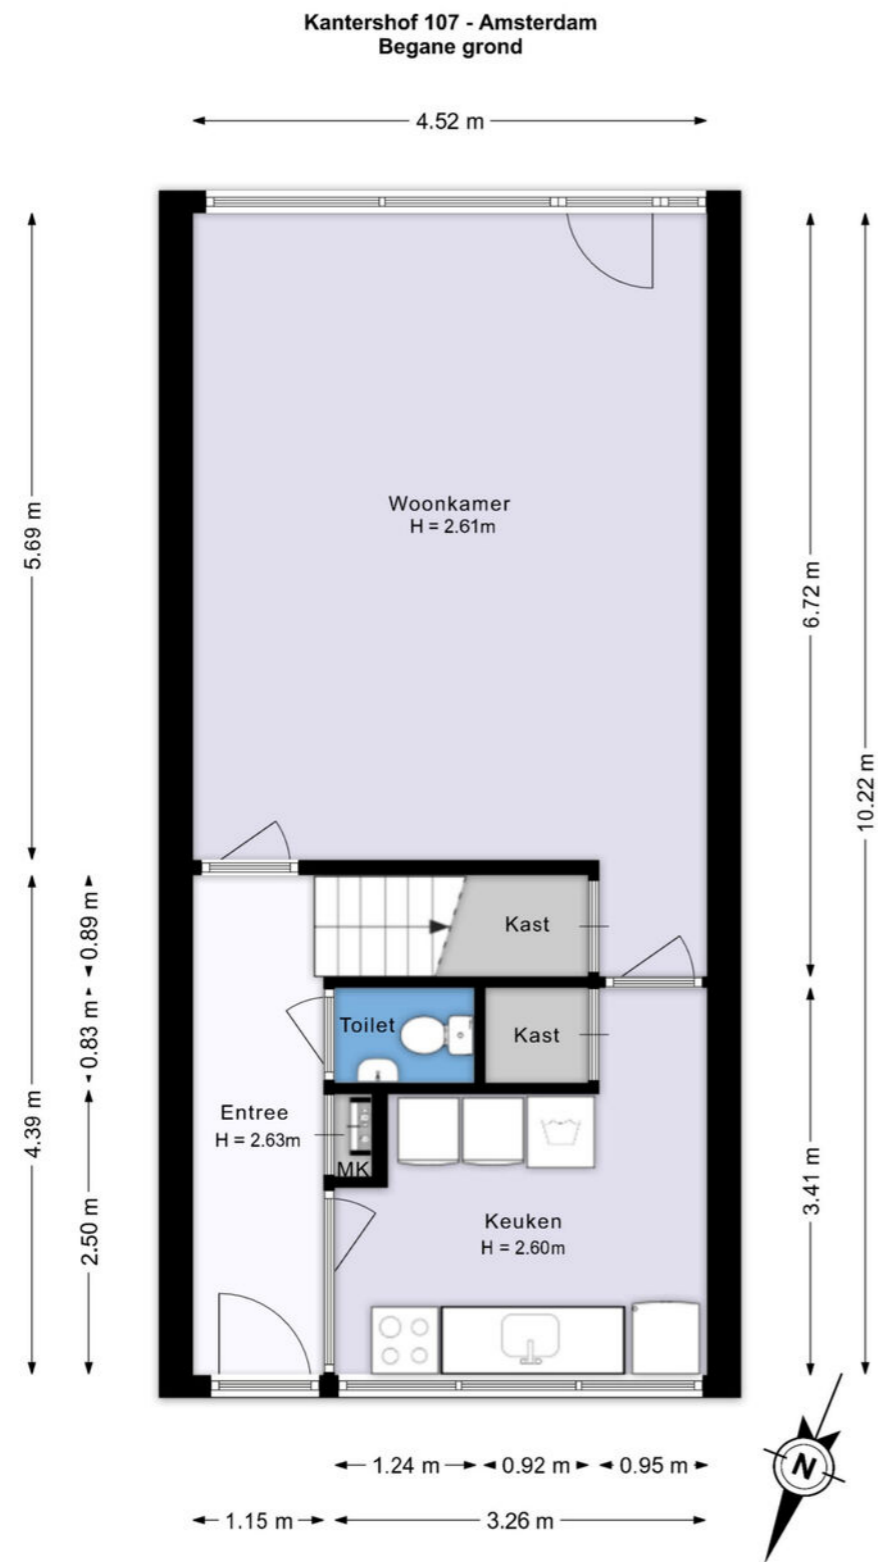 Kantershof 107 - Amsterdam
Begane grond
4.52 m
5.69 m
Woonkamer
H = 2.61m
6.72 m
10.22 m
0.89 m
Kast
0.83 m
Toilet
Kast
4.39 m
Entree
H = 2.63m
MK
2.50 m
Keuken
H = 2.60m
3.41 m
N
1.24 m
0.92 m
0.95 m
1.15 m
3.26 m